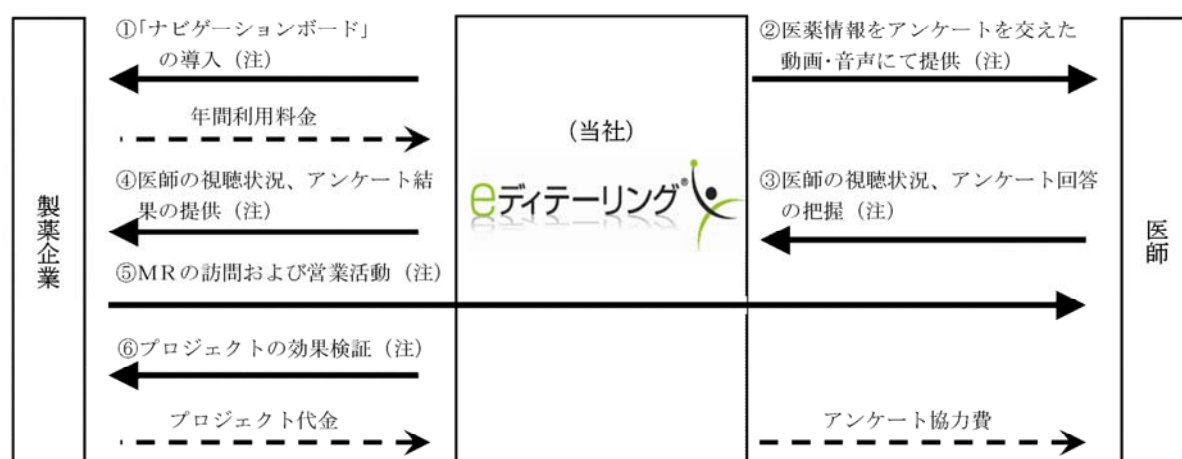 ①「ナビゲーションボード」
の導入（注）
年間利用料金
④医師の視聴状況、アンケート結
果の提供（注）
⑤ＭＲの訪問および営業活動（注）
⑥プロジェクトの効果検証（注）
プロジェクト代金
製薬企業
（当社）
eディテーリング®
②医薬情報をアンケートを交えた
動画・音声にて提供（注）
③医師の視聴状況、アンケート回答
の把握（注）
アンケート協力費
医師